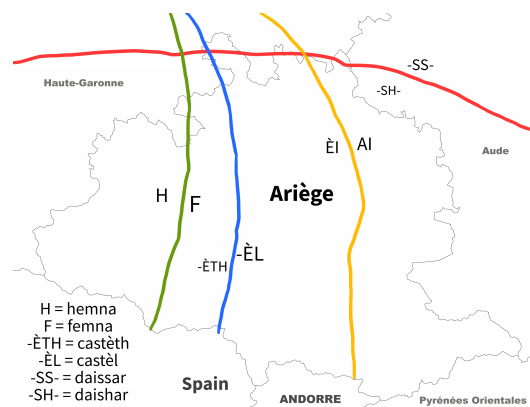 -SS-
Haute-Garonne
-SH-
ÈI
AI
Aude
H
F
Ariège
-ÈTH
-ÈL
H = hemna
F = femna
-ÈTH = castèth
-ÈL = castèl
-SS- = daissar
-SH- = daishar
Spain
ANDORRE
Pyrénées Orientales